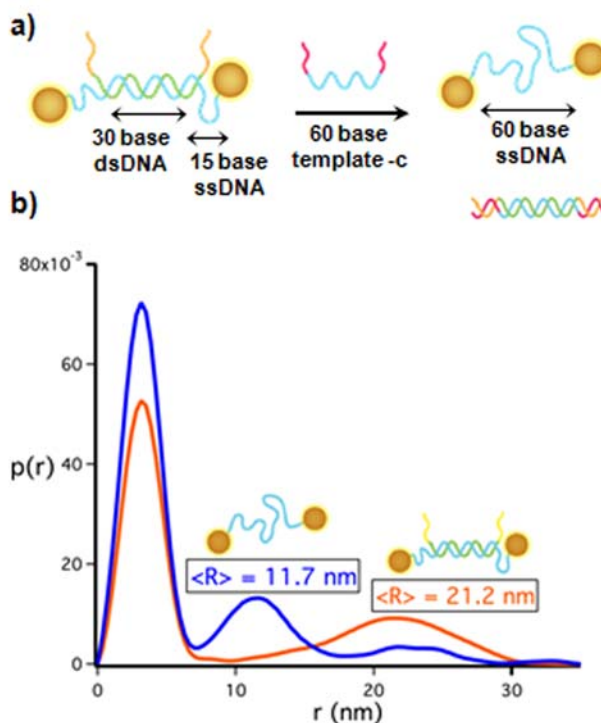 a)
30 base
dsDNA
15 base
ssDNA
60 base
template -c
60 base
ssDNA
b)
80x10⁻³
60
40
20
0
p(r)
<R> = 11.7 nm
<R> = 21.2 nm
0
10
20
30
r (nm)